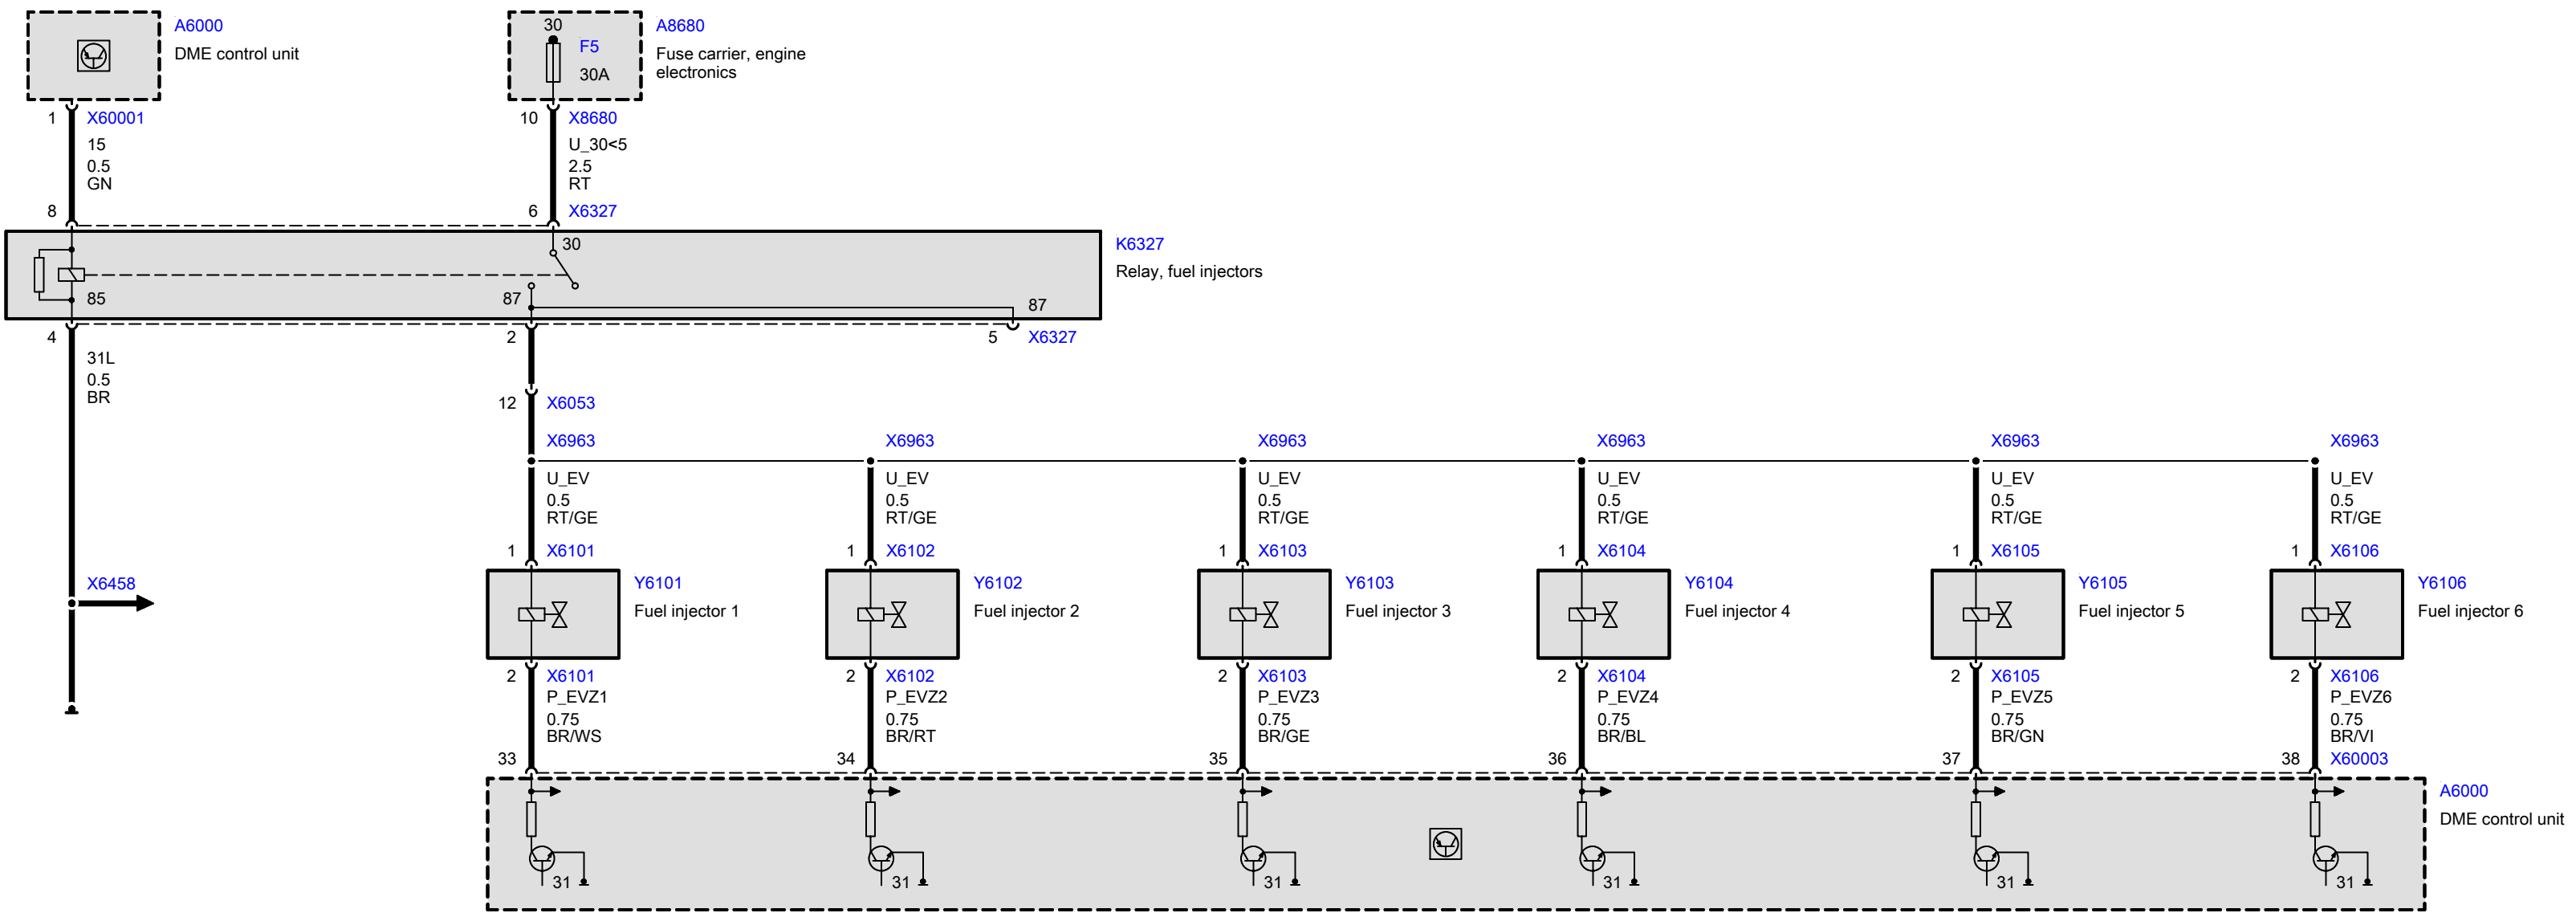 A6000
DME control unit
30
F5
30A
A8680
Fuse carrier, engine
electronics
1 X60001
15
0.5
GN
10 X8680
U_30<5
2.5
RT
8
6 X6327
30
K6327
Relay, fuel injectors
85
87
87
4
2
5 X6327
31L
0.5
BR
12 X6053
X6963
X6963
X6963
X6963
X6963
X6963
U_EV
0.5
RT/GE
U_EV
0.5
RT/GE
U_EV
0.5
RT/GE
U_EV
0.5
RT/GE
U_EV
0.5
RT/GE
U_EV
0.5
RT/GE
1 X6101
1 X6102
1 X6103
1 X6104
1 X6105
1 X6106
X6458
Y6101
Fuel injector 1
Y6102
Fuel injector 2
Y6103
Fuel injector 3
Y6104
Fuel injector 4
Y6105
Fuel injector 5
Y6106
Fuel injector 6
2 X6101
P_EVZ1
0.75
BR/WS
2 X6102
P_EVZ2
0.75
BR/RT
2 X6103
P_EVZ3
0.75
BR/GE
2 X6104
P_EVZ4
0.75
BR/BL
2 X6105
P_EVZ5
0.75
BR/GN
2 X6106
P_EVZ6
0.75
BR/VI
33
34
35
36
37
38 X60003
A6000
DME control unit
31
31
31
31
31
31